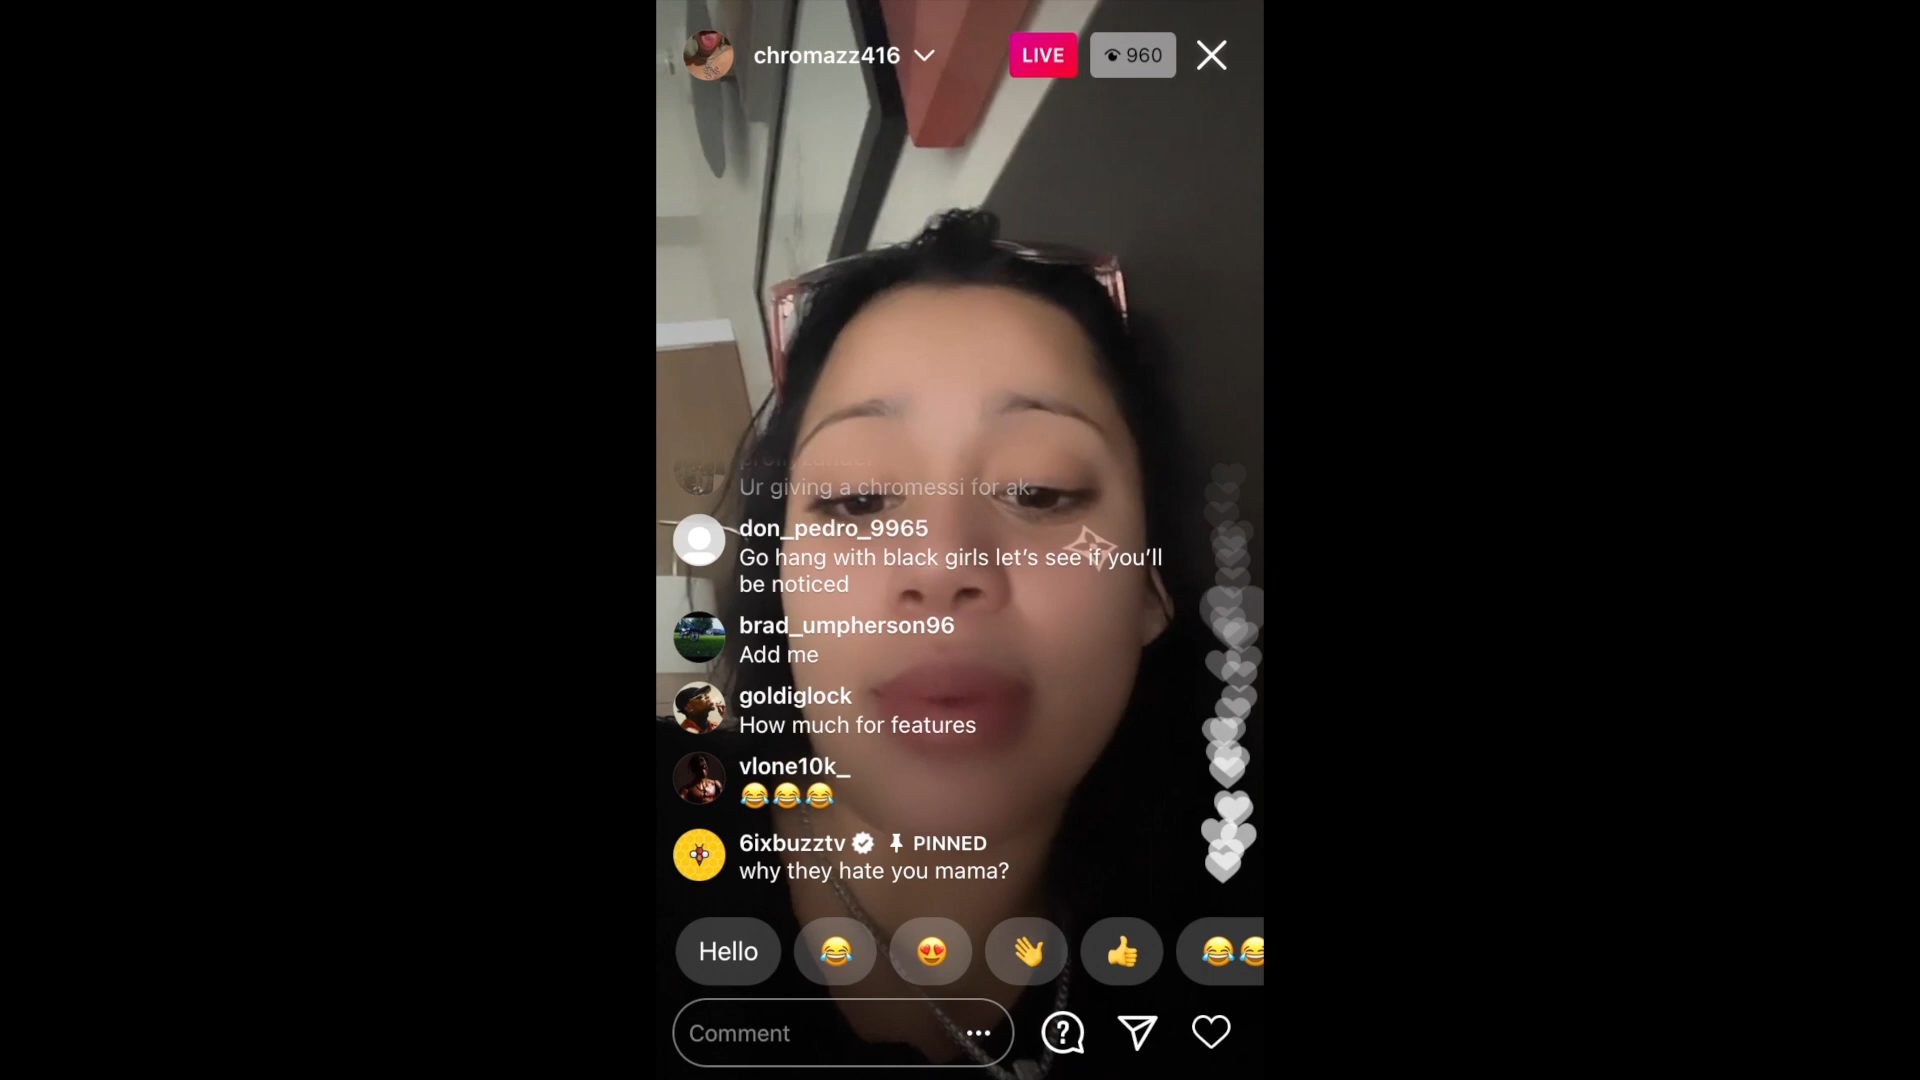 chromazz416
LIVE
960
Ur giving a chromessi for ak
don_pedro_9965
Go hang with black girls let’s see if you’ll
be noticed
brad_umpherson96
Add me
goldiglock
How much for features
vlone10k_
😂😂😂
6ixbuzztv PINNED
why they hate you mama?
Hello 😂 😍 👋 👍 😂😂
Comment